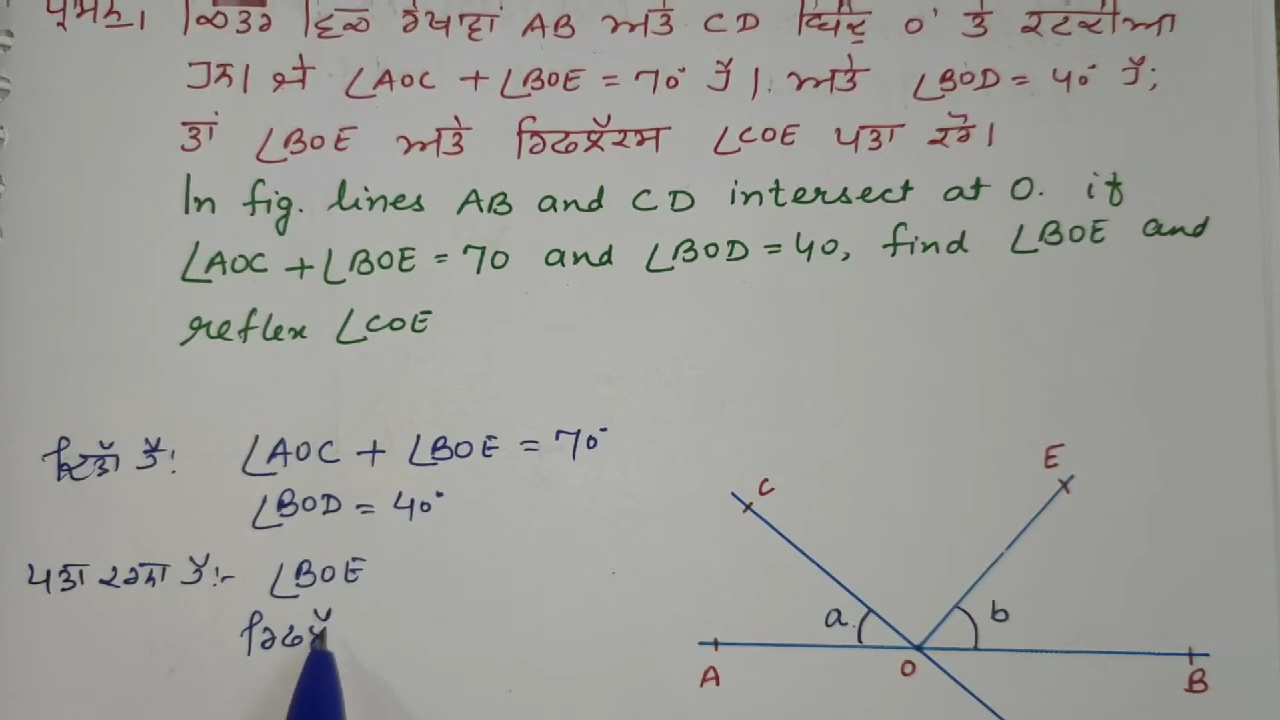 ਪ੍ਰਸ਼ਨ 2. ਚਿੱਤਰ ਵਿੱਚ ਰੇਖਾਵਾਂ AB ਅਤੇ CD ਬਿੰਦੂ O' ਤੇ ਕਟਦੀਆਂ
ਹਨ। ਜੇ ∠AOC + ∠BOE = 70° ਹੈ। ਅਤੇ ∠BOD = 40° ਹੈ;
ਤਾਂ ∠BOE ਅਤੇ ਰਿਫਲੈਕਸ ∠COE ਪਤਾ ਕਰੋ।
In fig. lines AB and CD intersect at O. if
∠AOC + ∠BOE = 70 and ∠BOD = 40, find ∠BOE and
reflex ∠COE
ਦਿੱਤਾ ਹੈ: ∠AOC + ∠BOE = 70°
∠BOD = 40°
ਪਤਾ ਕਰਨਾ ਹੈ:- ∠BOE
C
E
a
b
A
O
B